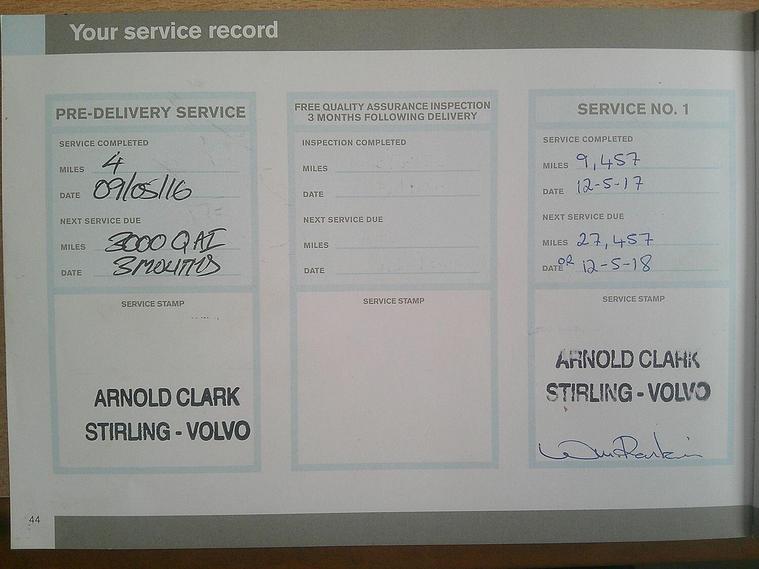 Your service record
PRE-DELIVERY SERVICE
SERVICE COMPLETED
MILES 4
DATE 09/05/16
NEXT SERVICE DUE
MILES 3000 QAI
DATE 3 MONTHS
SERVICE STAMP
ARNOLD CLARK
STIRLING - VOLVO
FREE QUALITY ASSURANCE INSPECTION
3 MONTHS FOLLOWING DELIVERY
INSPECTION COMPLETED
MILES
DATE
NEXT SERVICE DUE
MILES
DATE
SERVICE STAMP
SERVICE NO. 1
SERVICE COMPLETED
MILES 9,457
DATE 12-5-17
NEXT SERVICE DUE
MILES 27,457
DATE OR 12-5-18
SERVICE STAMP
ARNOLD CLARK
STIRLING - VOLVO
44